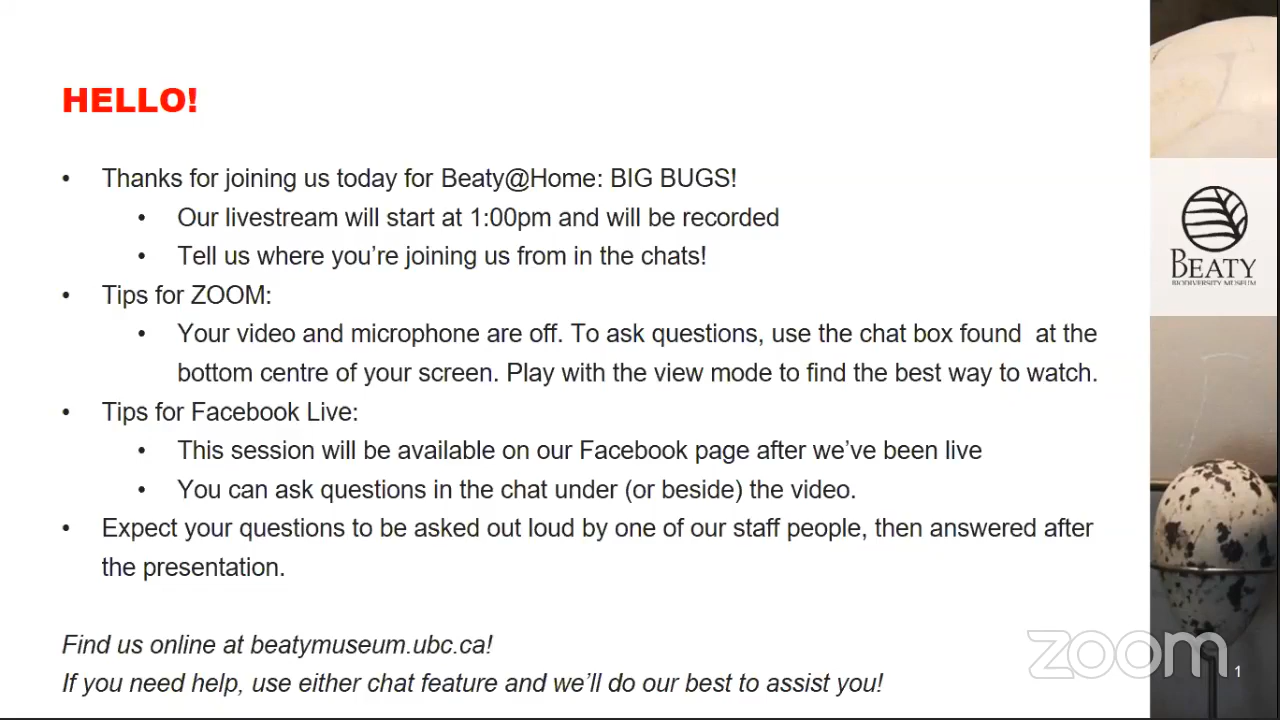 HELLO!
• Thanks for joining us today for Beaty@Home: BIG BUGS!
• Our livestream will start at 1:00pm and will be recorded
• Tell us where you’re joining us from in the chats!
• Tips for ZOOM:
• Your video and microphone are off. To ask questions, use the chat box found at the
bottom centre of your screen. Play with the view mode to find the best way to watch.
• Tips for Facebook Live:
• This session will be available on our Facebook page after we’ve been live
• You can ask questions in the chat under (or beside) the video.
• Expect your questions to be asked out loud by one of our staff people, then answered after
the presentation.
Find us online at beatymuseum.ubc.ca!
If you need help, use either chat feature and we’ll do our best to assist you!
BEATY
BIODIVERSITY MUSEUM
zoom
1